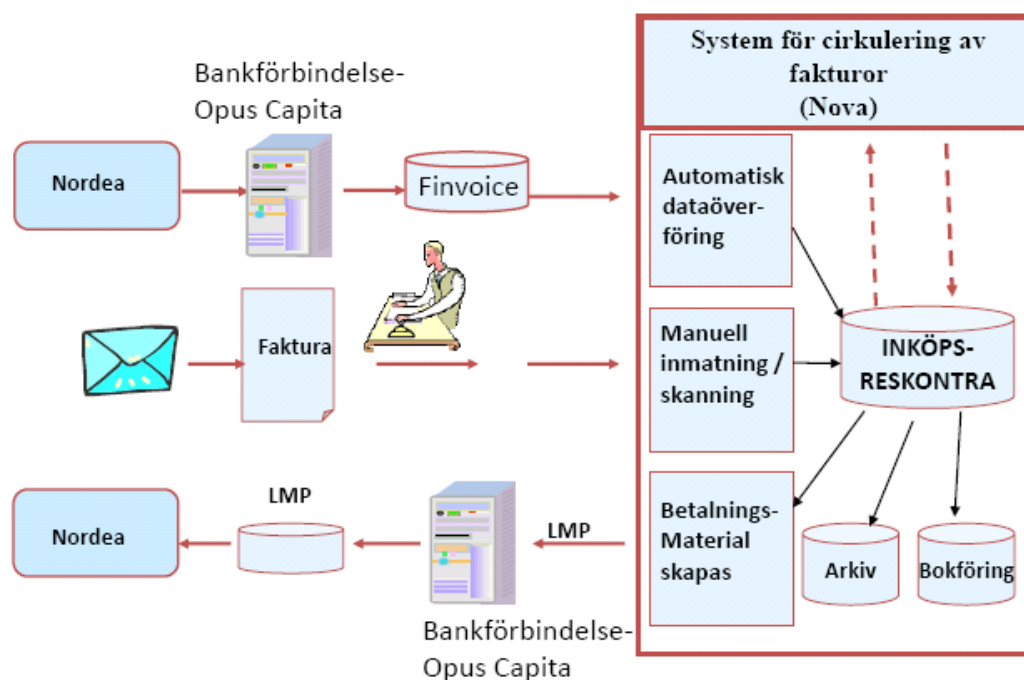 System för cirkulering av
fakturor
(Nova)
Bankförbindelse-
Opus Capita
Nordea
Finvoice
Automatisk
dataöver-
föring
Faktura
Manuell
inmatning /
skanning
INKÖPS-
RESKONTRA
Nordea
LMP
LMP
Betalnings-
Material
skapas
Arkiv
Bokföring
Bankförbindelse-
Opus Capita